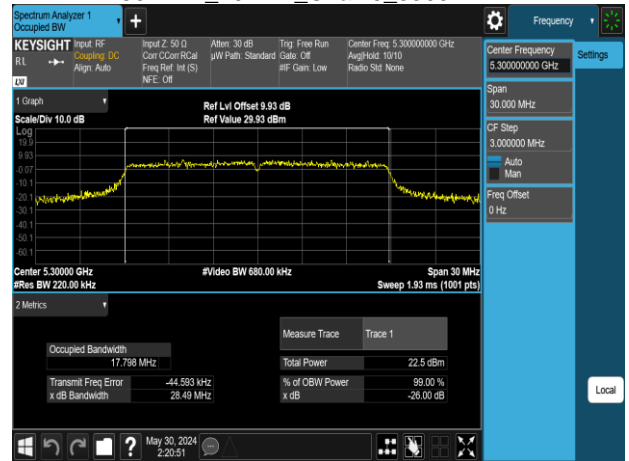 Spectrum Analyzer 1
Occupied BW
Frequency
KEYSIGHT
RL
LXI
Input: RF
Coupling: DC
Align: Auto
Input Z: 50 Ω
Corr CCorr RCal
Freq Ref: Int (S)
NFE: Off
Atten: 30 dB
µW Path: Standard
Trig: Free Run
Gate: Off
#IF Gain: Low
Center Freq: 5.300000000 GHz
Avg|Hold: 10/10
Radio Std: None
Center Frequency
5.300000000 GHz
Settings
Span
30.000 MHz
CF Step
3.000000 MHz
Auto
Man
Freq Offset
0 Hz
Local
1 Graph
Scale/Div 10.0 dB
Ref Lvl Offset 9.93 dB
Ref Value 29.93 dBm
Log
19.9
9.93
-0.07
-10.1
-20.1
-30.1
-40.1
-50.1
-60.1
Center 5.30000 GHz
#Video BW 680.00 kHz
Span 30 MHz
#Res BW 220.00 kHz
Sweep 1.93 ms (1001 pts)
2 Metrics
Measure Trace Trace 1
Occupied Bandwidth
17.798 MHz
Total Power 22.5 dBm
Transmit Freq Error -44.593 kHz
% of OBW Power 99.00 %
x dB Bandwidth 28.49 MHz
x dB -26.00 dB
May 30, 2024
2:20:51